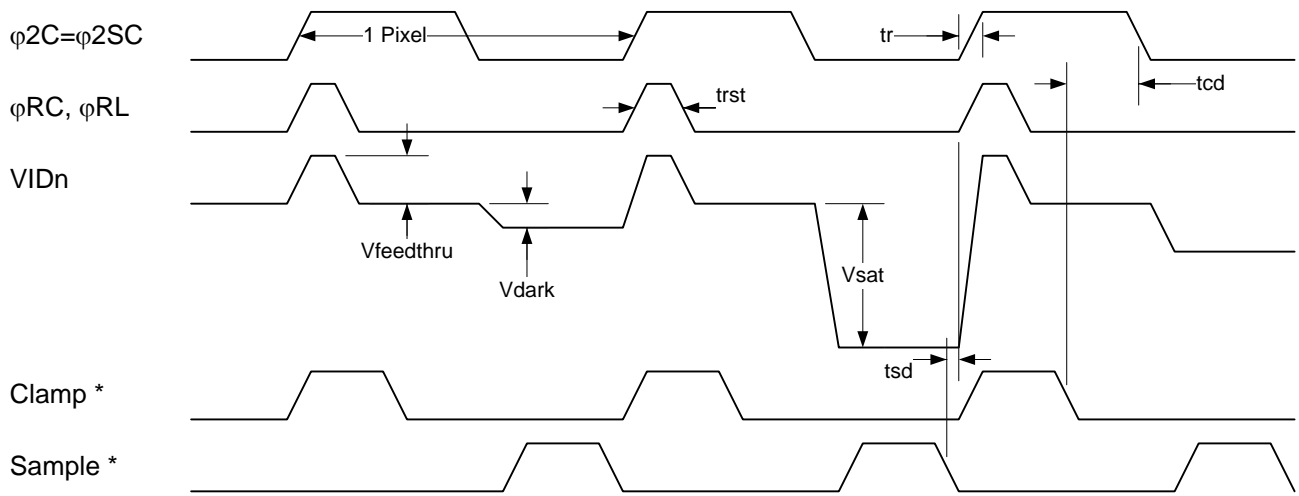 φ2C=φ2SC
1 Pixel
tr
tcd
φRC, φRL
trst
VIDn
Vfeedthru
Vdark
Vsat
tsd
Clamp *
Sample *